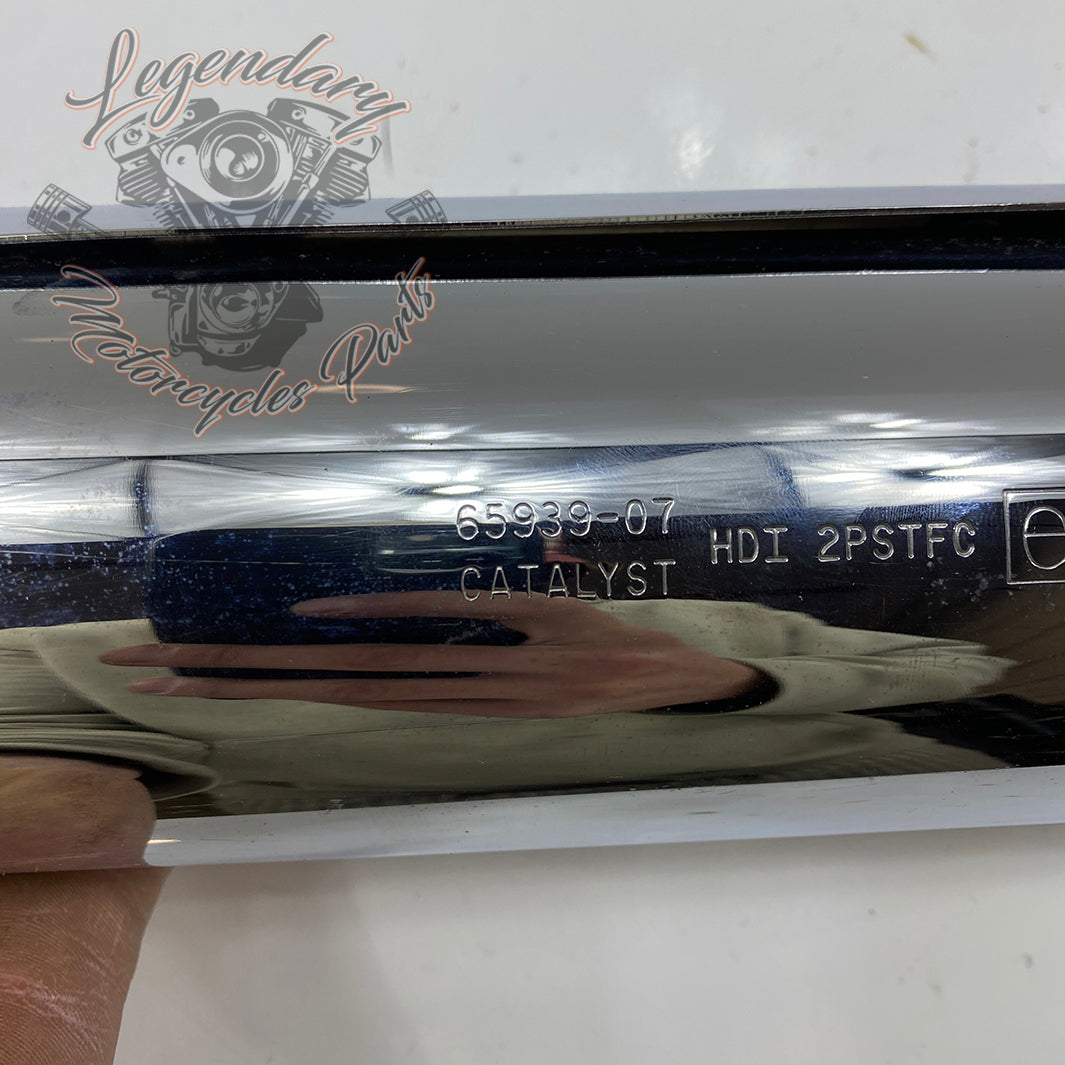 Legendary
Motorcycles Parts
65939-07
CATALYST
HDI 2PSTFC
e